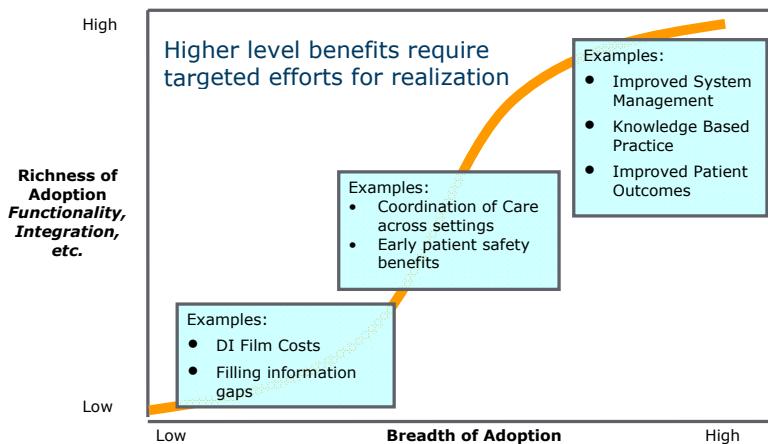 High
Higher level benefits require
targeted efforts for realization
Examples:
● Improved System
Management
● Knowledge Based
Practice
● Improved Patient
Outcomes
Richness of
Adoption
Functionality,
Integration,
etc.
Examples:
• Coordination of Care
across settings
• Early patient safety
benefits
Examples:
● DI Film Costs
● Filling information
gaps
Low
Low
Breadth of Adoption
High